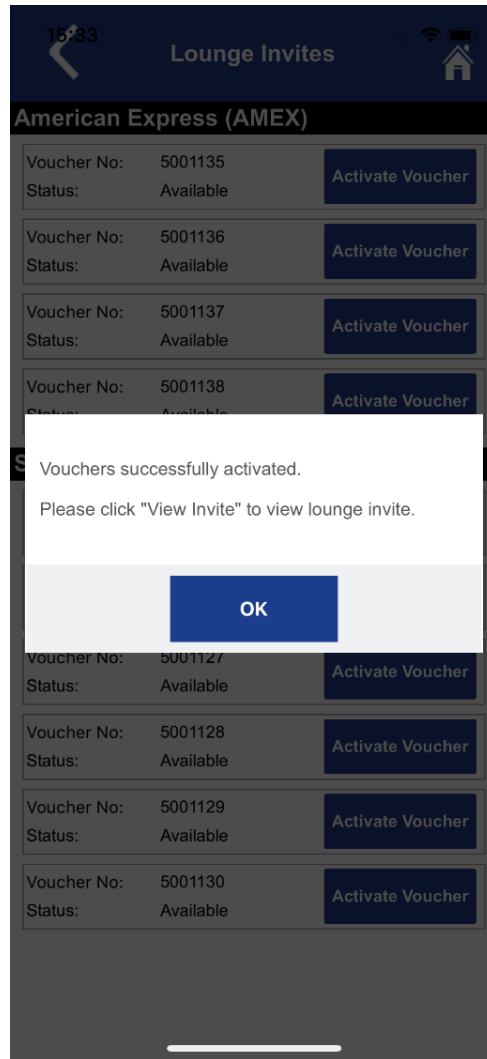 15:33
Lounge Invites
American Express (AMEX)
Voucher No: 5001135
Activate Voucher
Status: Available
Voucher No: 5001136
Activate Voucher
Status: Available
Voucher No: 5001137
Activate Voucher
Status: Available
Voucher No: 5001138
Activate Voucher
Status: Available
S
Vouchers successfully activated.
Please click "View Invite" to view lounge invite.
OK
Voucher No: 5001127
Activate Voucher
Status: Available
Voucher No: 5001128
Activate Voucher
Status: Available
Voucher No: 5001129
Activate Voucher
Status: Available
Voucher No: 5001130
Activate Voucher
Status: Available